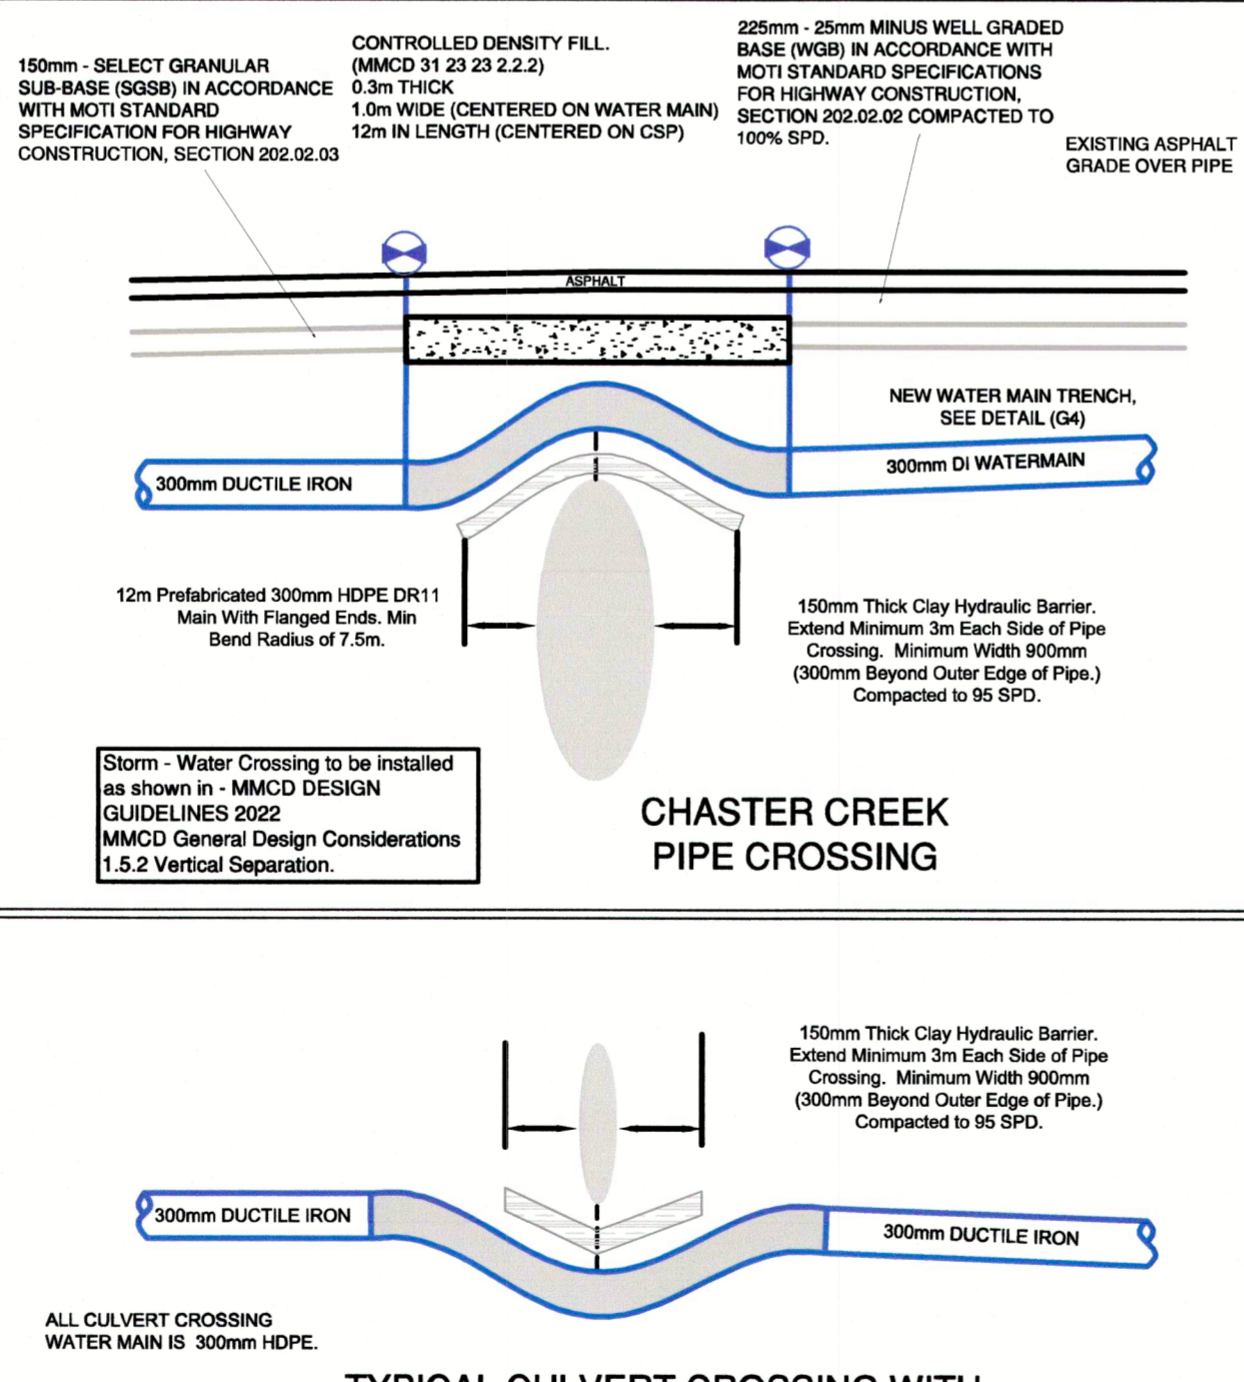 150mm - SELECT GRANULAR
SUB-BASE (SGSB) IN ACCORDANCE
WITH MOTI STANDARD
SPECIFICATION FOR HIGHWAY
CONSTRUCTION, SECTION 202.02.03
CONTROLLED DENSITY FILL.
(MMCD 31 23 23 2.2.2)
0.3m THICK
1.0m WIDE (CENTERED ON WATER MAIN)
12m IN LENGTH (CENTERED ON CSP)
225mm - 25mm MINUS WELL GRADED
BASE (WGB) IN ACCORDANCE WITH
MOTI STANDARD SPECIFICATIONS
FOR HIGHWAY CONSTRUCTION,
SECTION 202.02.02 COMPACTED TO
100% SPD.
EXISTING ASPHALT
GRADE OVER PIPE
ASPHALT
NEW WATER MAIN TRENCH,
SEE DETAIL (G4)
300mm DUCTILE IRON
300mm DI WATERMAIN
12m Prefabricated 300mm HDPE DR11
Main With Flanged Ends. Min
Bend Radius of 7.5m.
150mm Thick Clay Hydraulic Barrier.
Extend Minimum 3m Each Side of Pipe
Crossing. Minimum Width 900mm
(300mm Beyond Outer Edge of Pipe.)
Compacted to 95 SPD.
Storm - Water Crossing to be installed
as shown in - MMCD DESIGN
GUIDELINES 2022
MMCD General Design Considerations
1.5.2 Vertical Separation.
CHASTER CREEK
PIPE CROSSING
150mm Thick Clay Hydraulic Barrier.
Extend Minimum 3m Each Side of Pipe
Crossing. Minimum Width 900mm
(300mm Beyond Outer Edge of Pipe.)
Compacted to 95 SPD.
300mm DUCTILE IRON
300mm DUCTILE IRON
ALL CULVERT CROSSING
WATER MAIN IS 300mm HDPE.
TYPICAL CULVERT CROSSING WITH